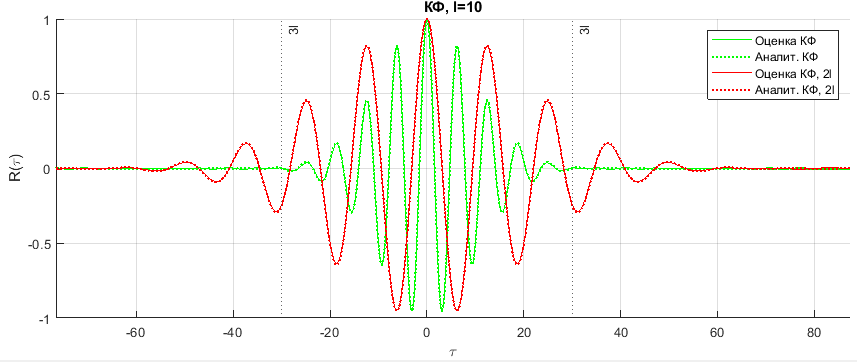 КФ, l=10
3l
3l
Оценка КФ
Аналит. КФ
Оценка КФ, 2l
Аналит. КФ, 2l
R(τ)
1
0.5
0
-0.5
-1
-60
-40
-20
0
20
40
60
80
τ